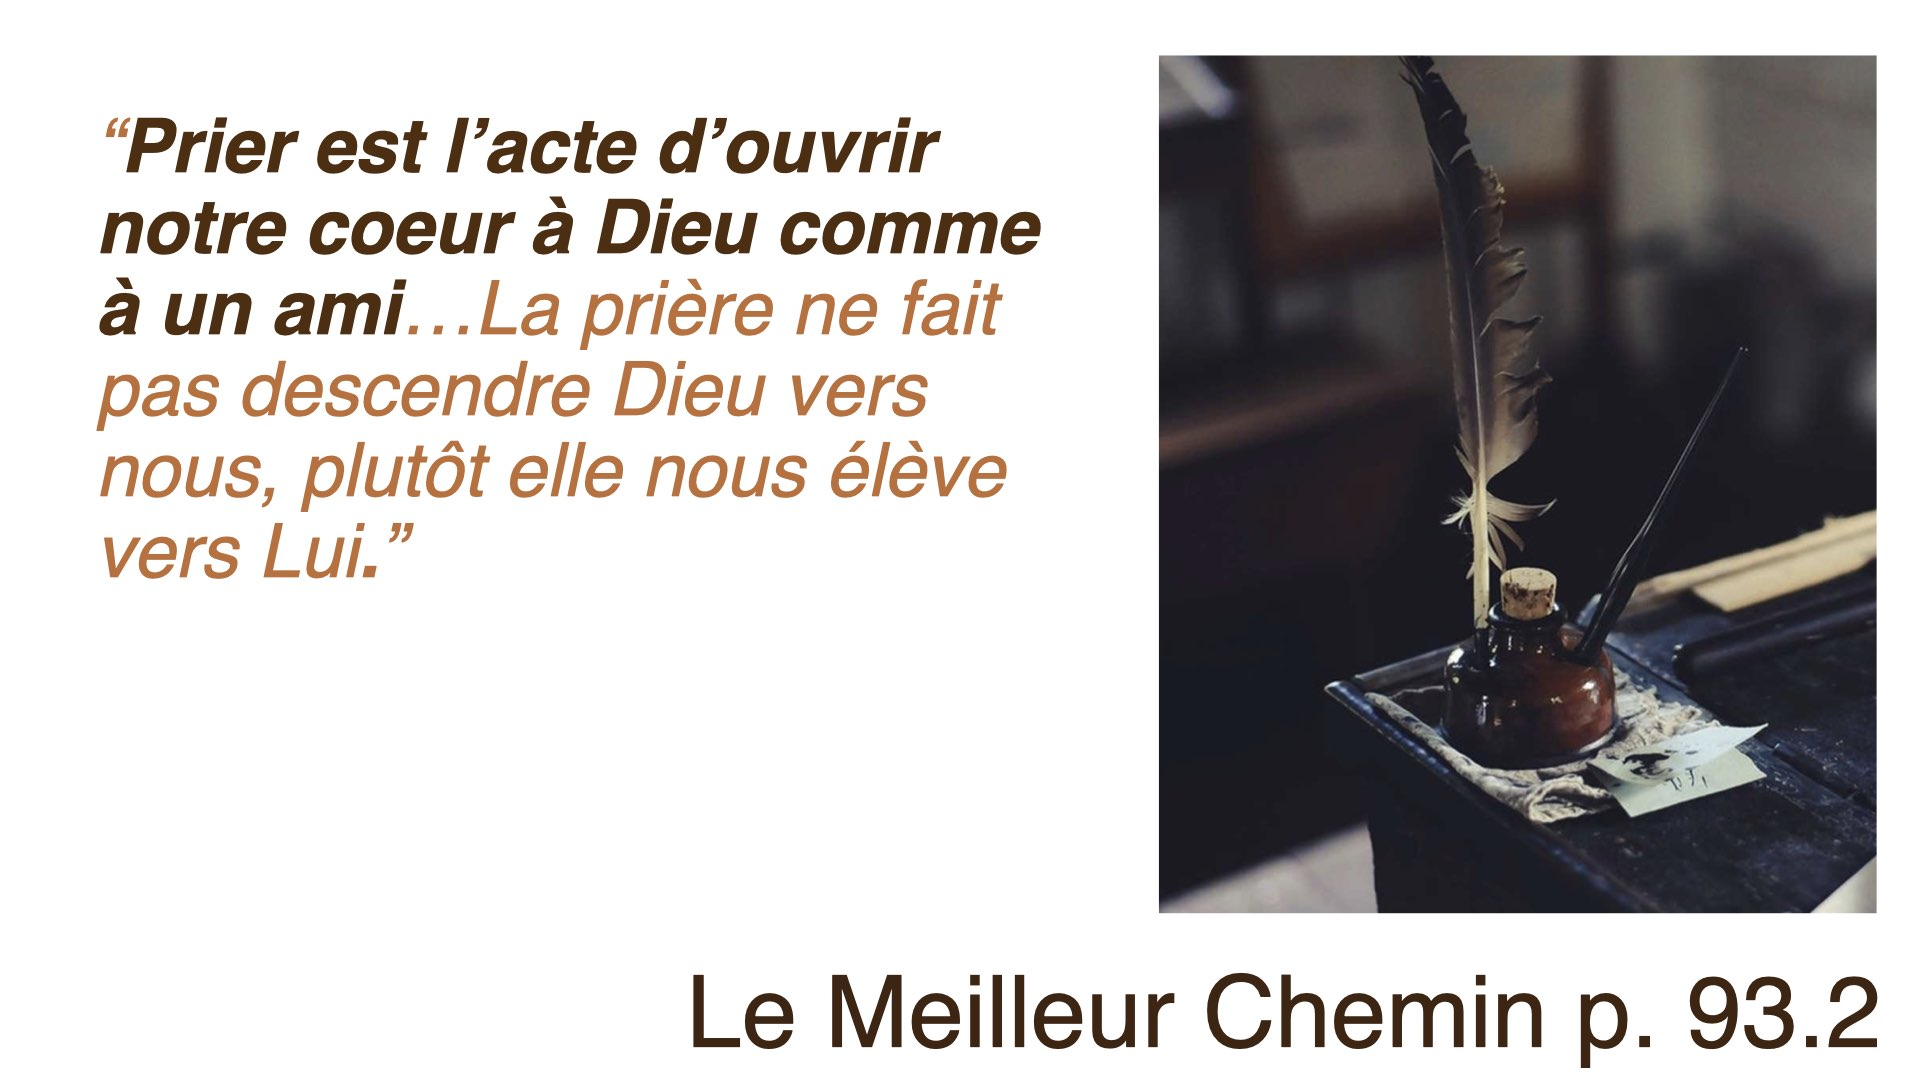 “Prier est l’acte d’ouvrir
notre coeur à Dieu comme
à un ami…La prière ne fait
pas descendre Dieu vers
nous, plutôt elle nous élève
vers Lui.”
Le Meilleur Chemin p. 93.2